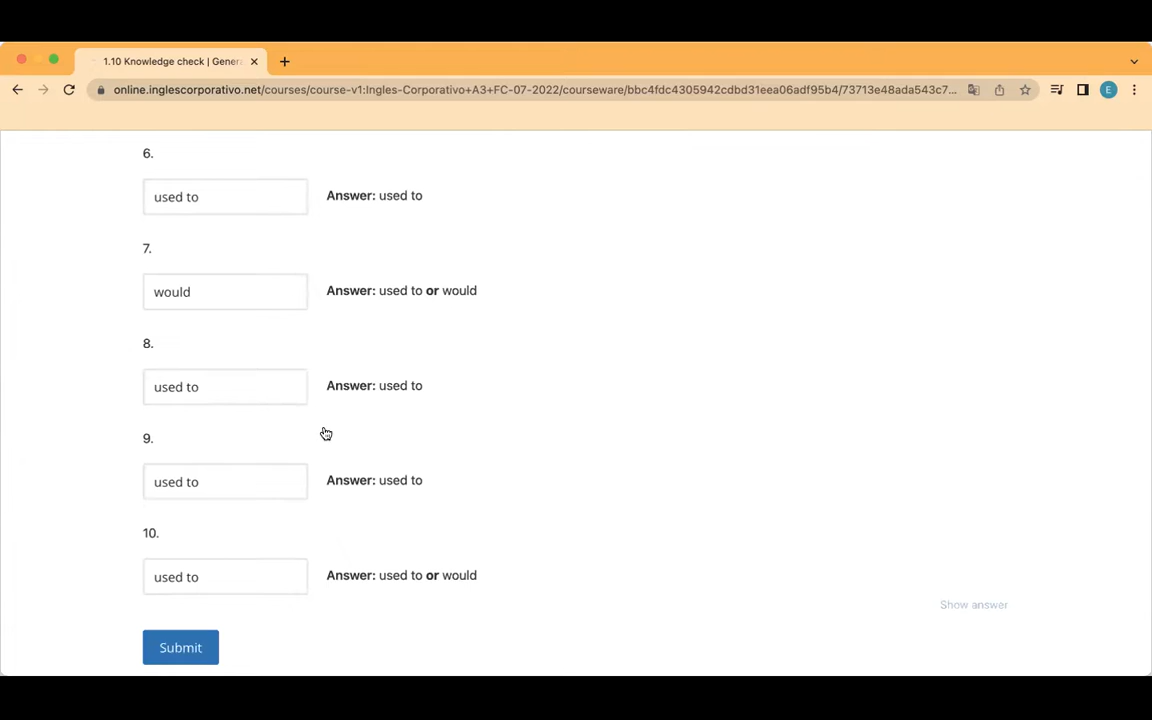 1.10 Knowledge check | Genera
online.inglescorporativo.net/courses/course-v1:Ingles-Corporativo+A3+FC-07-2022/courseware/bbc4fdc4305942cdbd31eea06adf95b4/73713e48ada543c7...
E
6.
used to Answer: used to
7.
would Answer: used to or would
8.
used to Answer: used to
9.
used to Answer: used to
10.
used to Answer: used to or would
Show answer
Submit